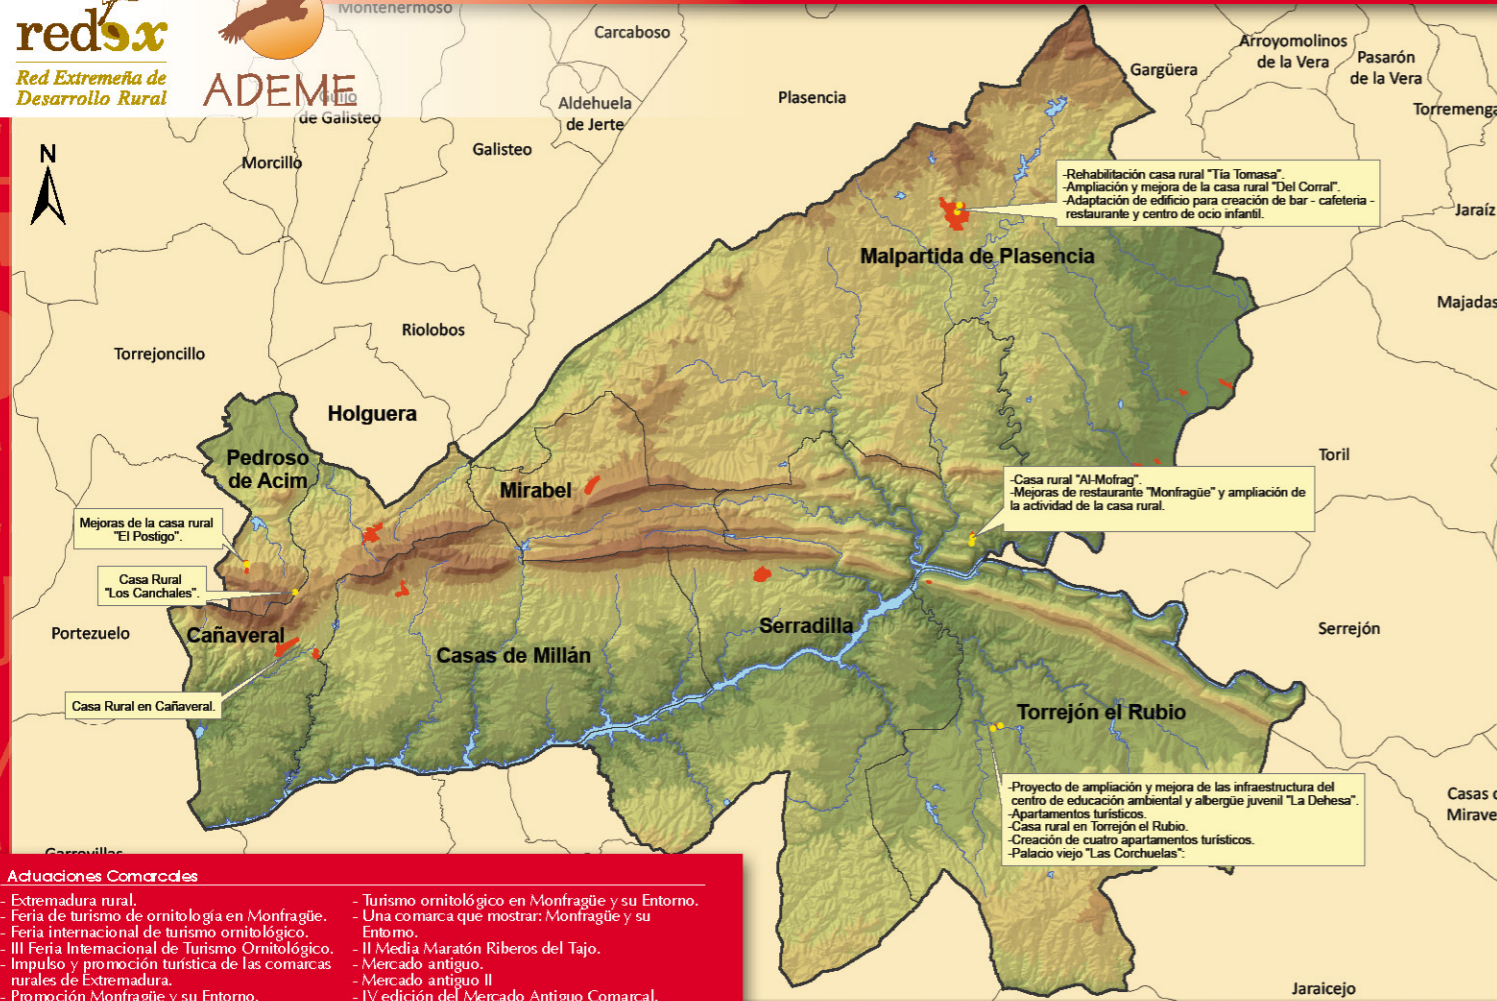 redex
Red Extremeña de
Desarrollo Rural
ADEME
Montehermoso
Carcaboso
Guijo
de Galisteo
Aldehuela
de Jerte
Plasencia
Gargüera
Arroyomolinos
de la Vera
Pasarón
de la Vera
Torremenga
Morcillo
Galisteo
N
-Rehabilitación casa rural "Tía Tomasa".
-Ampliación y mejora de la casa rural "Del Corral".
-Adaptación de edificio para creación de bar - cafeteria -
restaurante y centro de ocio infantil.
Jaraíz
Malpartida de Plasencia
Majadas
Riolobos
Torrejoncillo
Holguera
Pedroso
de Acim
Mirabel
Toril
-Casa rural "Al-Mofrag".
-Mejoras de restaurante "Monfragüe" y ampliación de
la actividad de la casa rural.
Mejoras de la casa rural
"El Postigo".
Casa Rural
"Los Canchales".
Portezuelo
Cañaveral
Casas de Millán
Serradilla
Serrejón
Casa Rural en Cañaveral.
Torrejón el Rubio
-Proyecto de ampliación y mejora de las infraestructura del
centro de educación ambiental y albergüe juvenil "La Dehesa".
-Apartamentos turísticos.
-Casa rural en Torrejón el Rubio.
-Creación de cuatro apartamentos turísticos.
-Palacio viejo "Las Corchuelas":
Casas d
Mirave
Garrovillas
Jaraicejo
Actuaciones Comarcales
- Extremadura rural.
- Feria de turismo de ornitología en Monfragüe.
- Feria internacional de turismo ornitológico.
- III Feria Internacional de Turismo Ornitológico.
- Impulso y promoción turística de las comarcas
rurales de Extremadura.
- Promoción Monfragüe y su Entorno.
- Turismo ornitológico en Monfragüe y su Entorno.
- Una comarca que mostrar: Monfragüe y su
Entorno.
- II Media Maratón Riberos del Tajo.
- Mercado antiguo.
- Mercado antiguo II
- IV edición del Mercado Antiguo Comarcal.